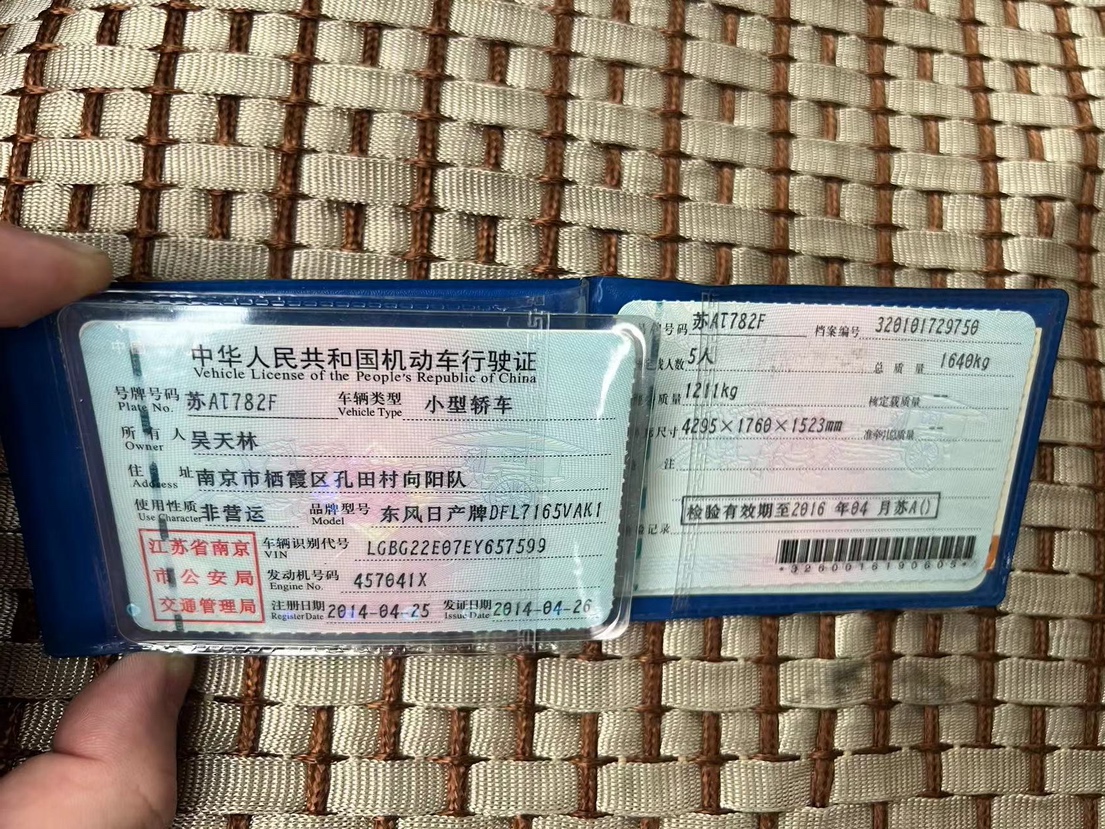 中华人民共和国机动车行驶证
Vehicle License of the People's Republic of China
号牌号码 苏AT782F 车辆类型 小型轿车
Plate No. Vehicle Type
所有人 吴天林
Owner
住址 南京市栖霞区孔田村向阳队
Address
使用性质 非营运 品牌型号 东风日产牌DFL7165VAK1
Use Character Model
江苏省南京市公安局交通管理局
车辆识别代号 LGBG22E07EY657599
VIN
发动机号码 457041X
Engine No.
注册日期 2014-04-25 发证日期 2014-04-26
Register Date Issue Date
号码 苏AT782F 档案编号 320101729750
人数 5人 总质量 1640kg
质量 1211kg 核定载质量 --
尺寸 4295×1760×1523mm 准牵引总质量 --
注
记录 检验有效期至2016年04月苏A()
*3260016190605*